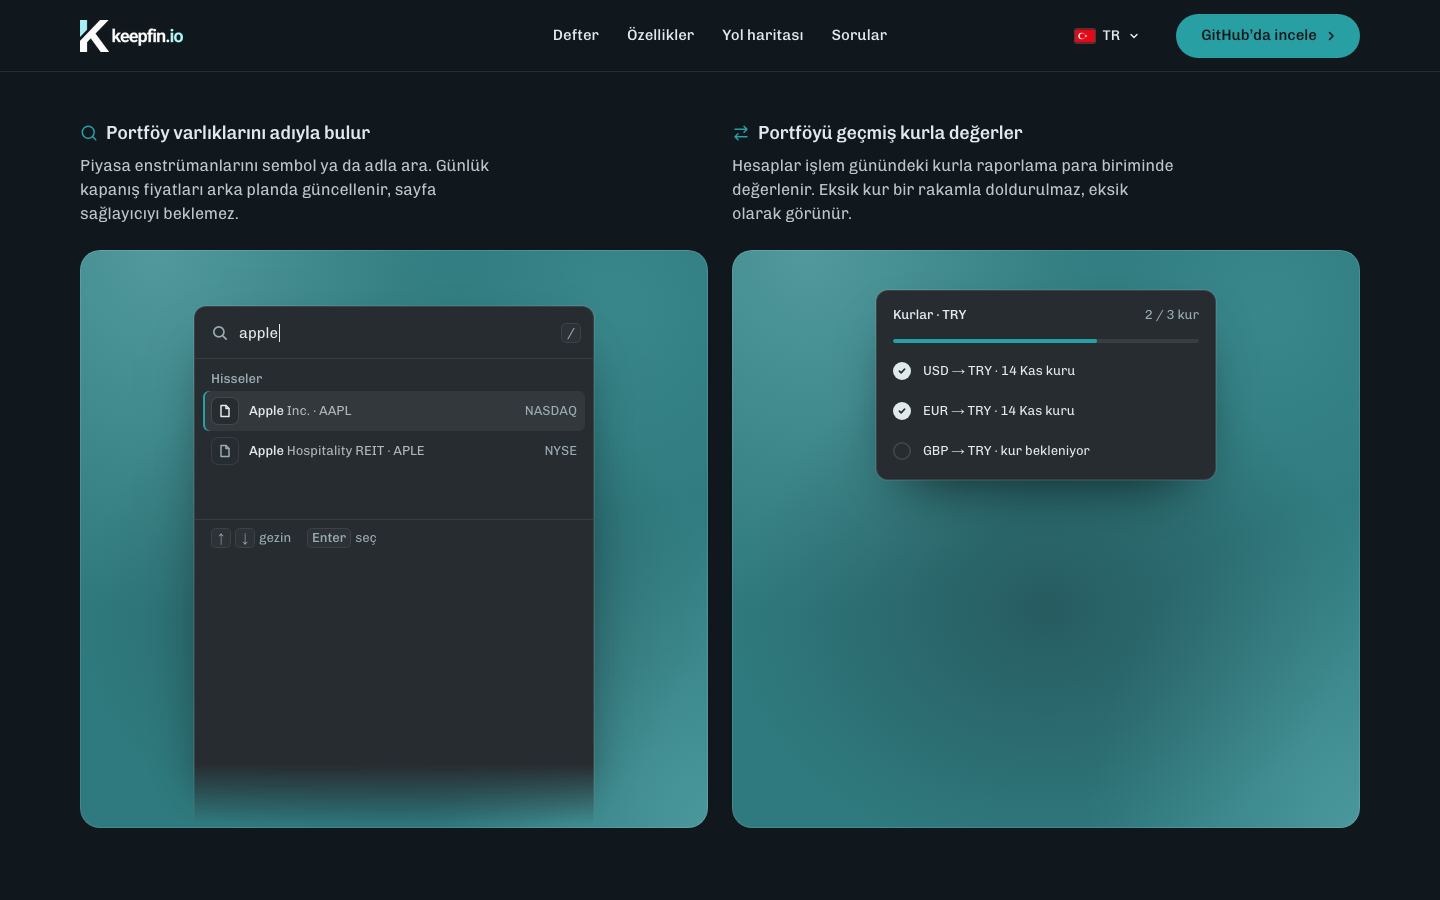 keepfin.io
Defter
Özellikler
Yol haritası
Sorular
TR
GitHub'da incele
Portföy varlıklarını adıyla bulur
Piyasa enstrümanlarını sembol ya da adla ara. Günlük
kapanış fiyatları arka planda güncellenir, sayfa
sağlayıcıyı beklemez.
apple
/
Hisseler
Apple Inc. · AAPL
NASDAQ
Apple Hospitality REIT · APLE
NYSE
↑ ↓ gezin Enter seç
Portföyü geçmiş kurla değerler
Hesaplar işlem günündeki kurla raporlama para biriminde
değerlenir. Eksik kur bir rakamla doldurulmaz, eksik
olarak görünür.
Kurlar · TRY
2 / 3 kur
USD → TRY · 14 Kas kuru
EUR → TRY · 14 Kas kuru
GBP → TRY · kur bekleniyor